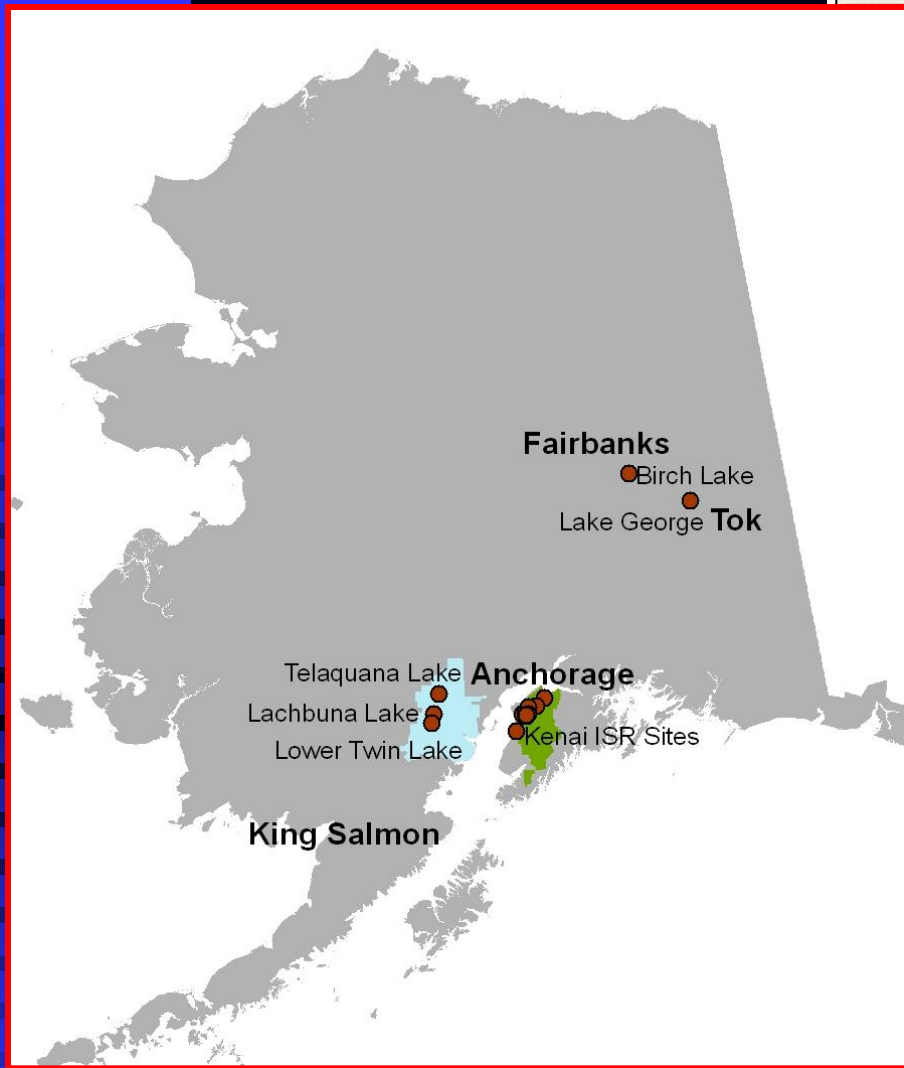 Fairbanks
Birch Lake
Lake George Tok
Telaquana Lake Anchorage
Lachbuna Lake
Kenai ISR Sites
Lower Twin Lake
King Salmon